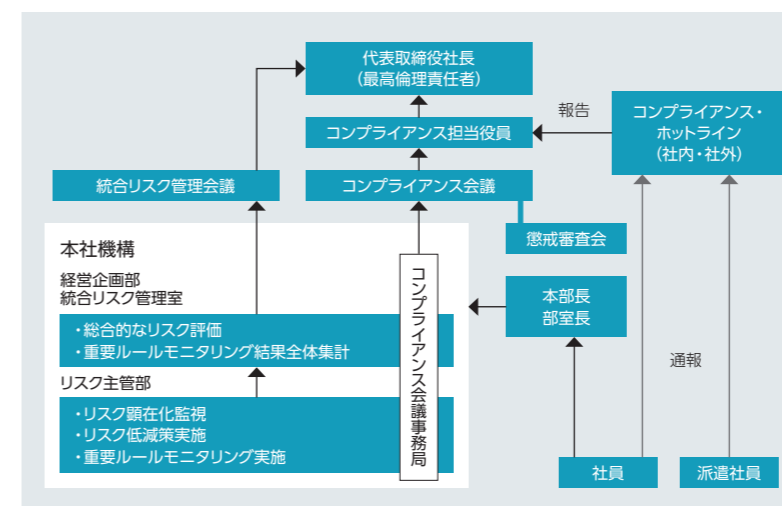 代表取締役社長
(最高倫理責任者)
報告
コンプライアンス・
ホットライン
(社内・社外)
コンプライアンス担当役員
統合リスク管理会議
コンプライアンス会議
懲戒審査会
本社機構
経営企画部
統合リスク管理室
・総合的なリスク評価
・重要ルールモニタリング結果全体集計
リスク主管部
・リスク顕在化監視
・リスク低減策実施
・重要ルールモニタリング実施
コンプライアンス会議事務局
本部長
部室長
通報
社員
派遣社員